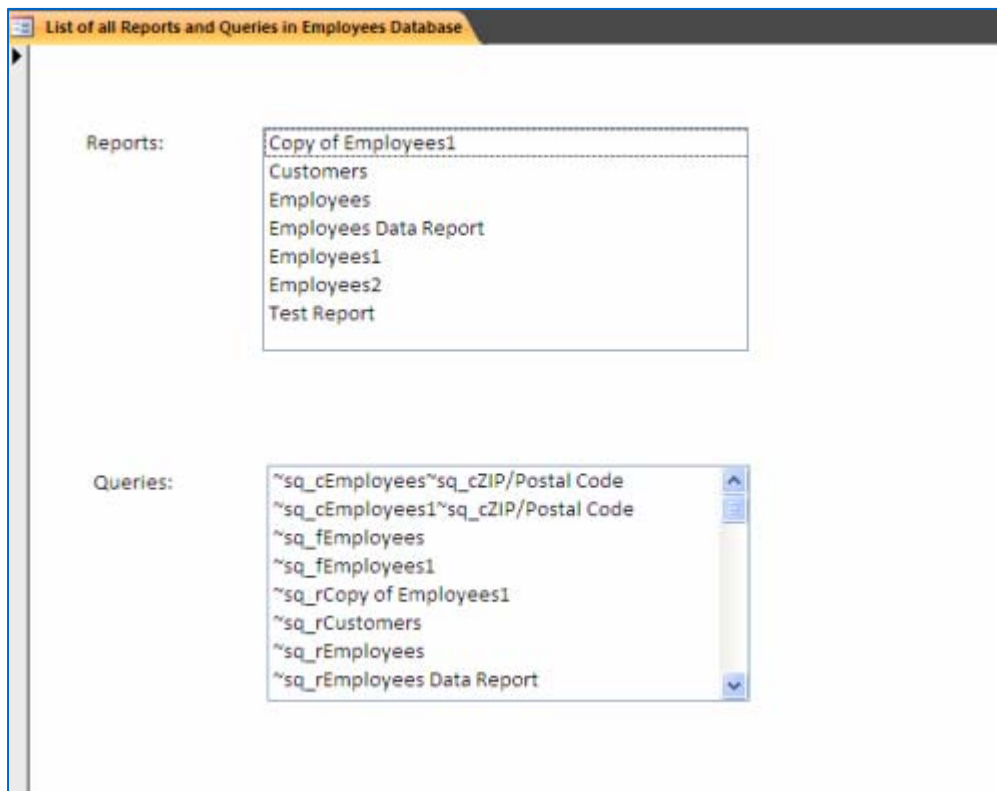 List of all Reports and Queries in Employees Database
Reports:
Copy of Employees1
Customers
Employees
Employees Data Report
Employees1
Employees2
Test Report
Queries:
~sq_cEmployees~sq_cZIP/Postal Code
~sq_cEmployees1~sq_cZIP/Postal Code
~sq_fEmployees
~sq_fEmployees1
~sq_rCopy of Employees1
~sq_rCustomers
~sq_rEmployees
~sq_rEmployees Data Report